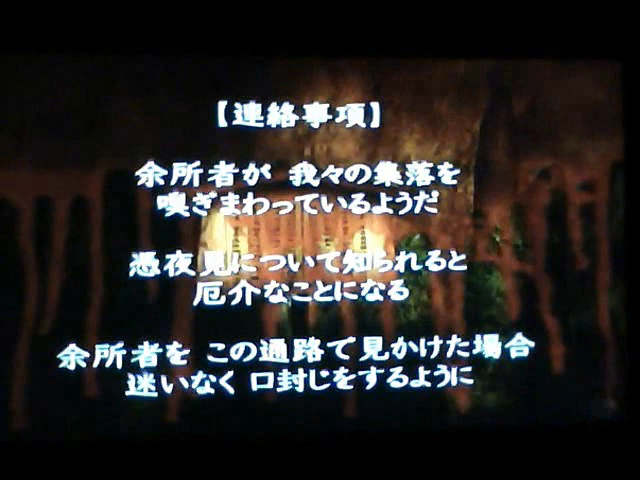 【連絡事項】
余所者が 我々の集落を
嗅ぎまわっているようだ
憑夜見について知られると
厄介なことになる
余所者を この通路で見かけた場合
迷いなく 口封じをするように